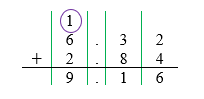 1
6 . 3 2
+ 2 . 8 4
9 . 1 6